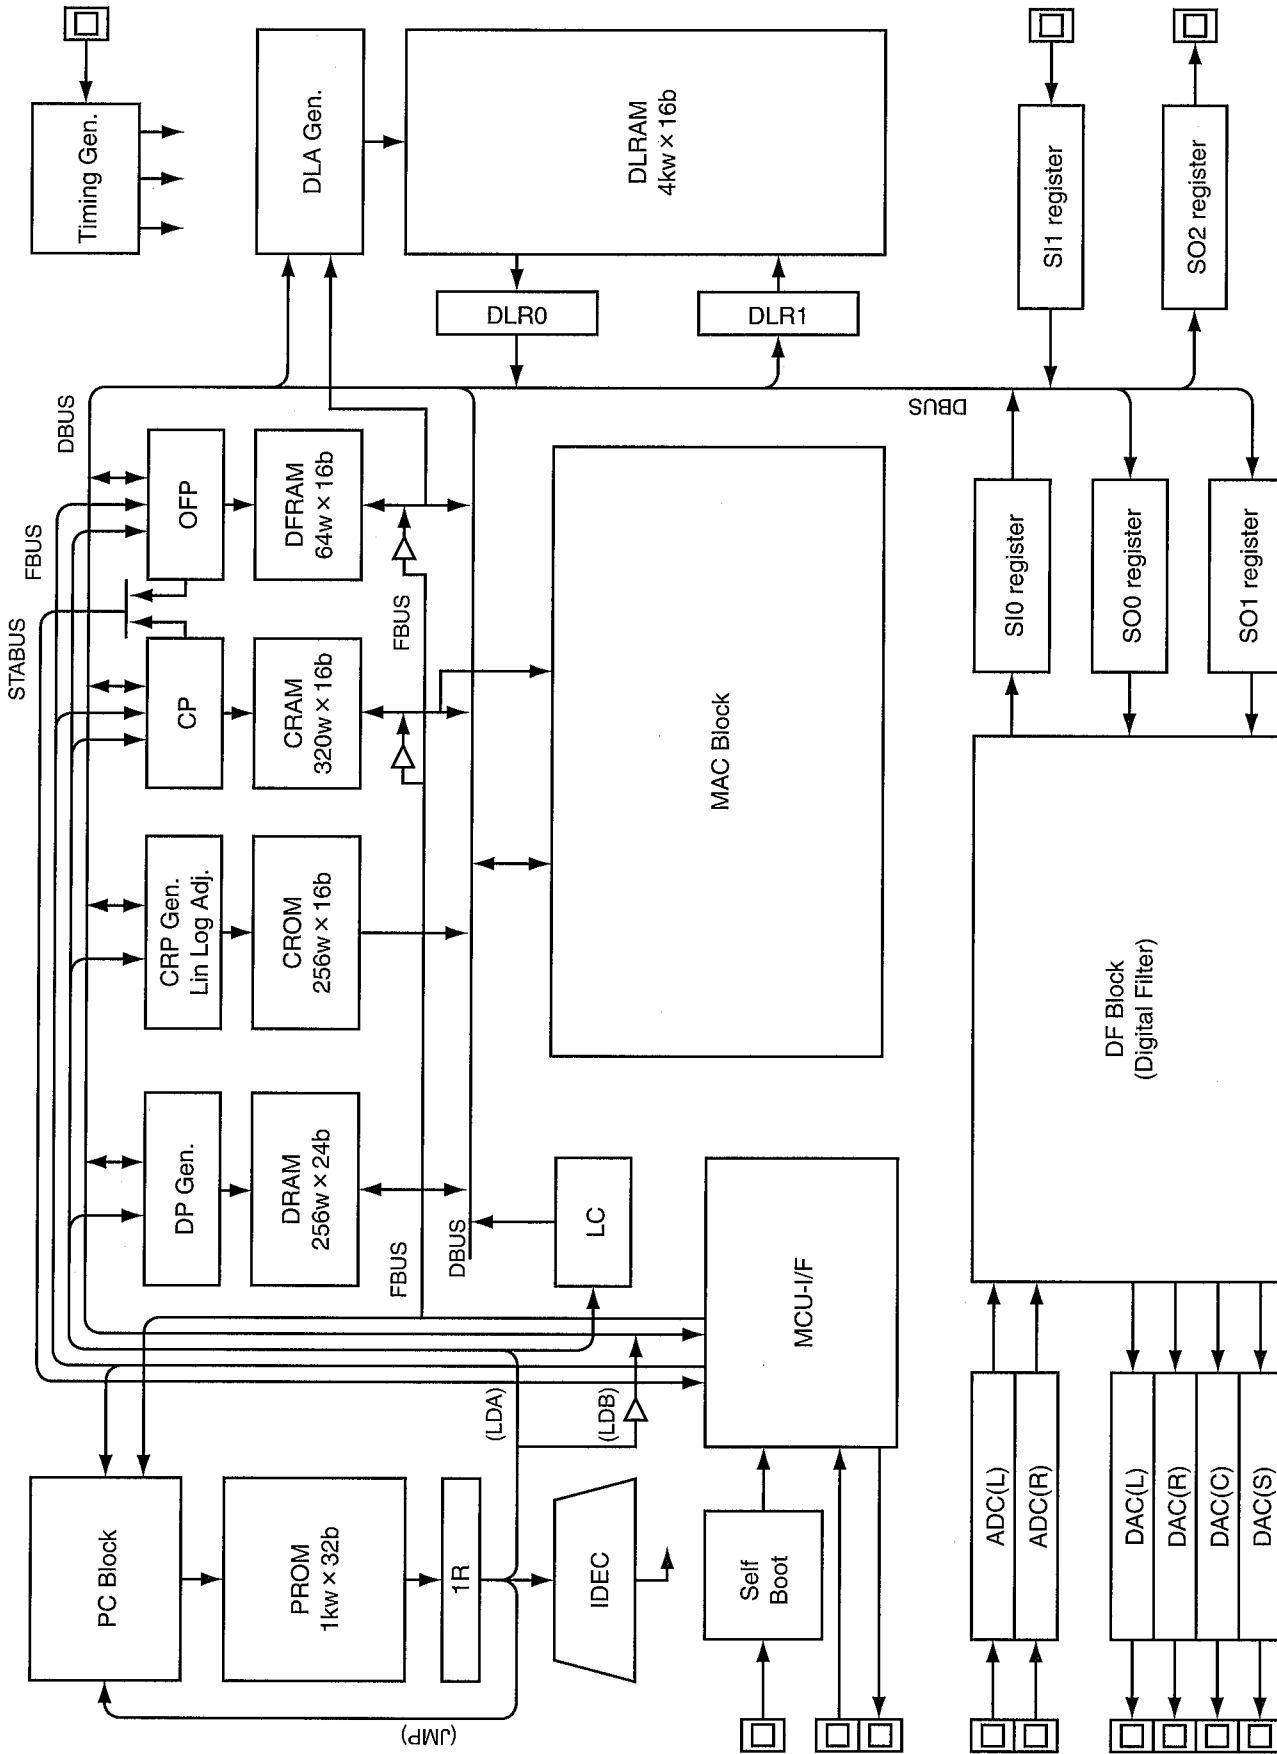 (JMP)
PC Block
PROM
1kw × 32b
1R
IDEC
Self
Boot
ADC(L)
ADC(R)
DAC(L)
DAC(R)
DAC(C)
DAC(S)
(LDA)
(LDB)
MCU-I/F
STABUS
FBUS
DBUS
DP Gen.
DRAM
256w × 24b
FBUS
DBUS
LC
CRP Gen.
Lin Log Adj.
CROM
256w × 16b
CP
CRAM
320w × 16b
FBUS
OFP
DFRAM
64w × 16b
MAC Block
DF Block
(Digital Filter)
SI0 register
SO0 register
SO1 register
DBUS
DLR0
DLR1
Timing Gen.
DLA Gen.
DLRAM
4kw × 16b
SI1 register
SO2 register